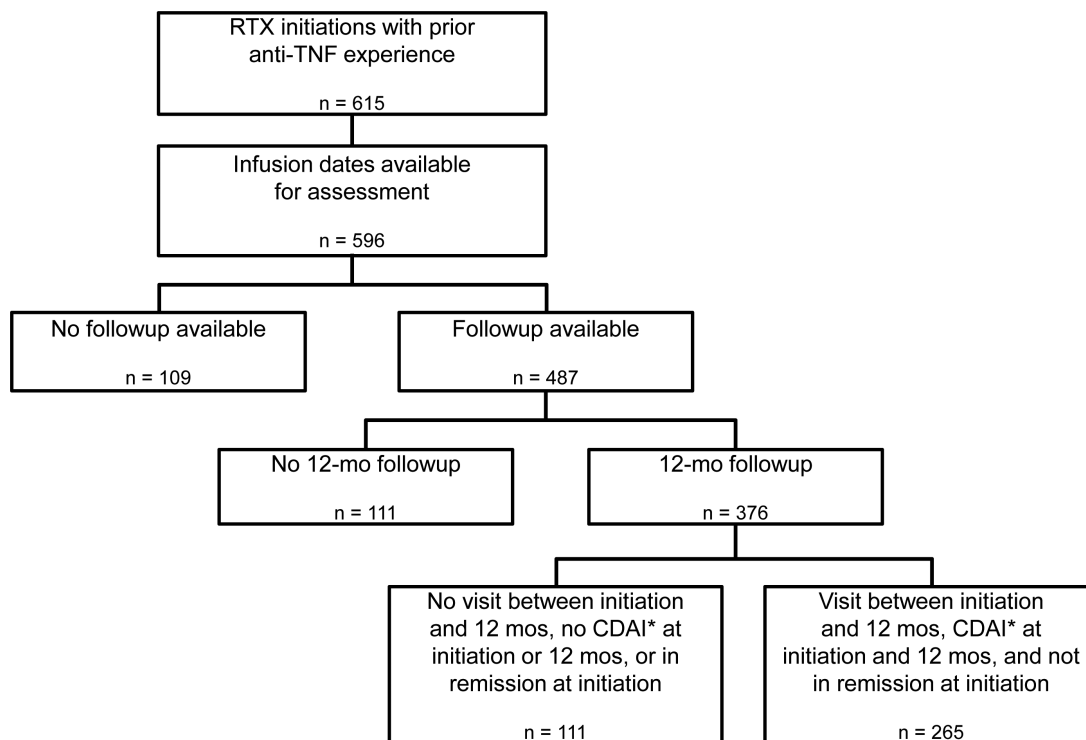 RTX initiations with prior
anti-TNF experience
n = 615
Infusion dates available
for assessment
n = 596
No followup available
n = 109
Followup available
n = 487
No 12-mo followup
n = 111
12-mo followup
n = 376
No visit between initiation
and 12 mos, no CDAI* at
initiation or 12 mos, or in
remission at initiation
n = 111
Visit between initiation
and 12 mos, CDAI* at
initiation and 12 mos, and not
in remission at initiation
n = 265